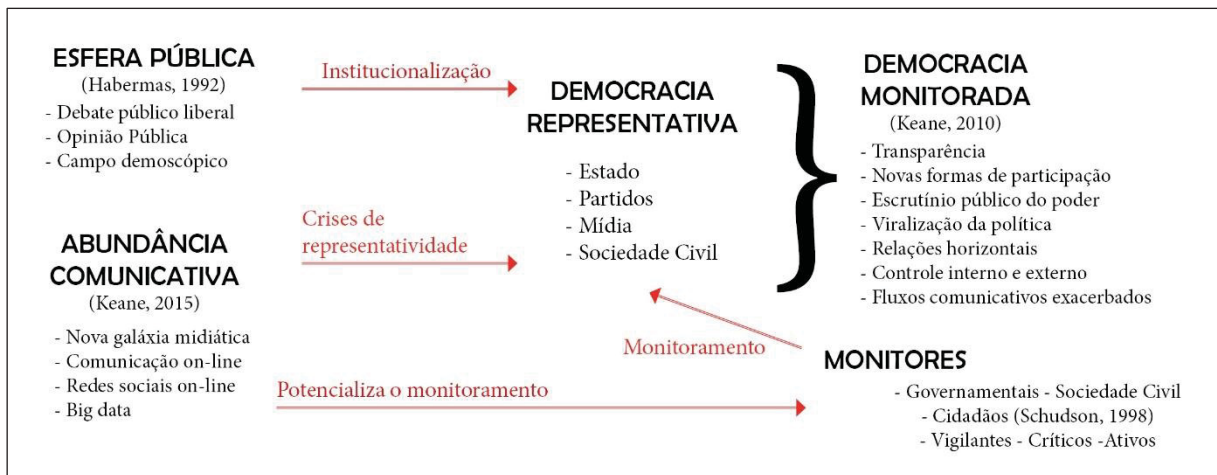 ESFERA PÚBLICA
(Habermas, 1992)
- Debate público liberal
- Opinião Pública
- Campo demoscópico
Institucionalização
DEMOCRACIA
REPRESENTATIVA
- Estado
- Partidos
- Mídia
- Sociedade Civil
DEMOCRACIA
MONITORADA
(Keane, 2010)
- Transparência
- Novas formas de participação
- Escrutínio público do poder
- Viralização da política
- Relações horizontais
- Controle interno e externo
- Fluxos comunicativos exacerbados
ABUNDÂNCIA
COMUNICATIVA
(Keane, 2015)
- Nova galáxia midiática
- Comunicação on-line
- Redes sociais on-line
- Big data
Crises de
representatividade
Monitoramento
Potencializa o monitoramento
MONITORES
- Governamentais - Sociedade Civil
- Cidadãos (Schudson, 1998)
- Vigilantes - Críticos -Ativos